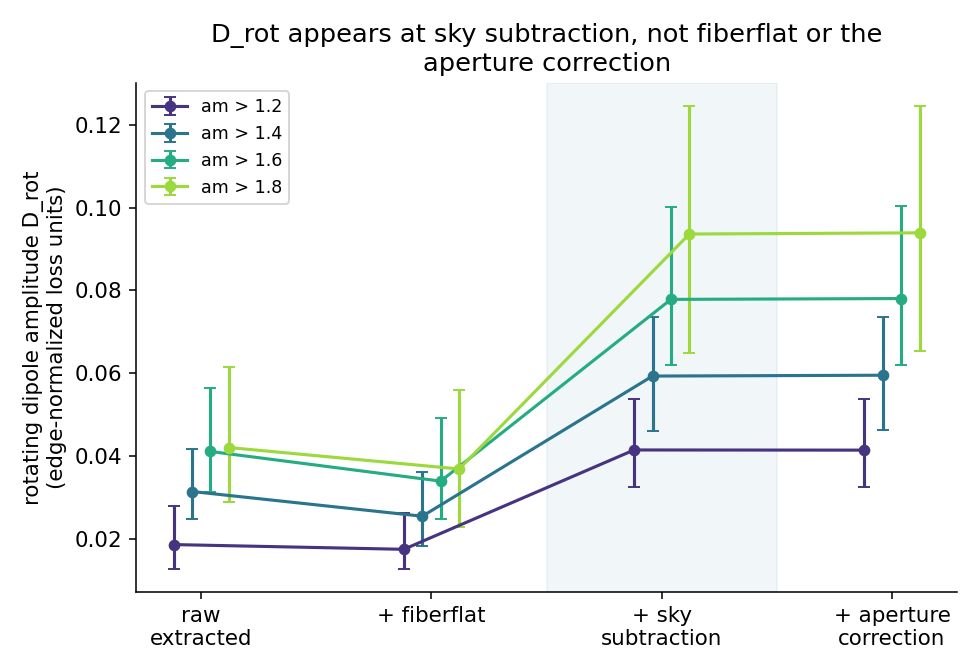 D_rot appears at sky subtraction, not fiberflat or the
aperture correction
rotating dipole amplitude D_rot
(edge-normalized loss units)
0.12
0.10
0.08
0.06
0.04
0.02
am > 1.2
am > 1.4
am > 1.6
am > 1.8
raw
extracted
+ fiberflat
+ sky
subtraction
+ aperture
correction